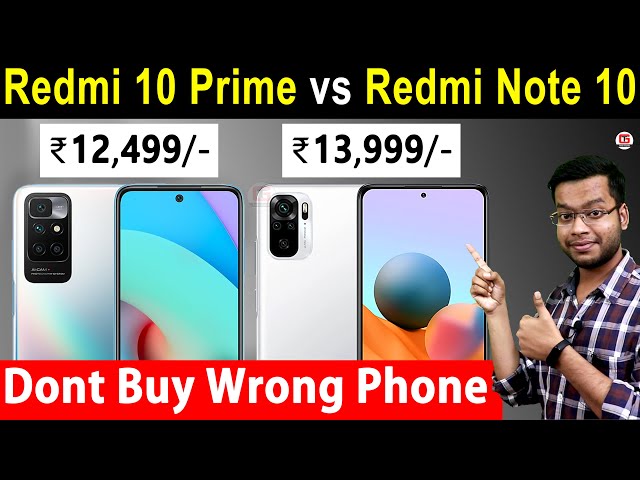 Redmi 10 Prime vs Redmi Note 10
₹12,499/-
₹13,999/-
Dont Buy Wrong Phone